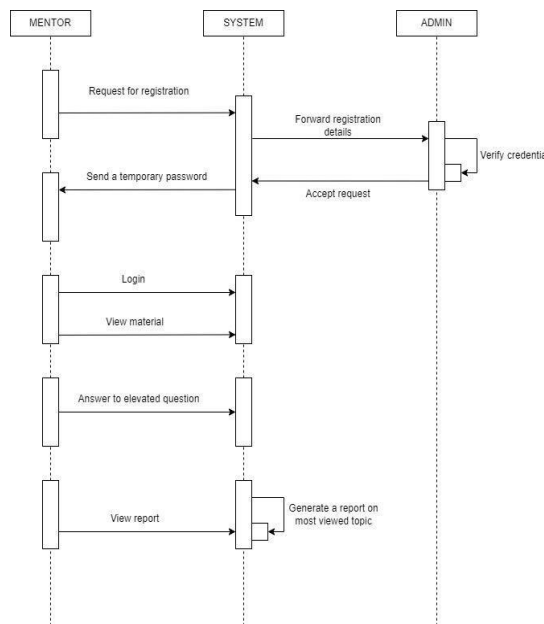 MENTOR
SYSTEM
ADMIN
Request for registration
Forward registration
details
Verify credentia
Send a temporary password
Accept request
Login
View material
Answer to elevated question
Generate a report on
most viewed topic
View report